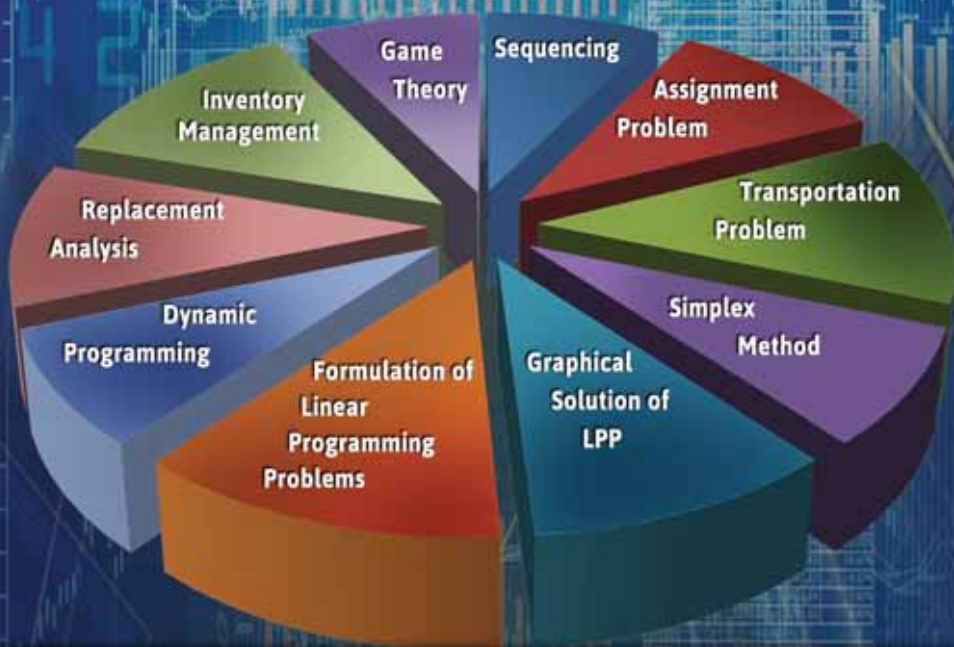 Game
Theory
Sequencing
Assignment
Problem
Transportation
Problem
Simplex
Method
Graphical
Solution of
LPP
Formulation of
Linear
Programming
Problems
Dynamic
Programming
Replacement
Analysis
Inventory
Management
42